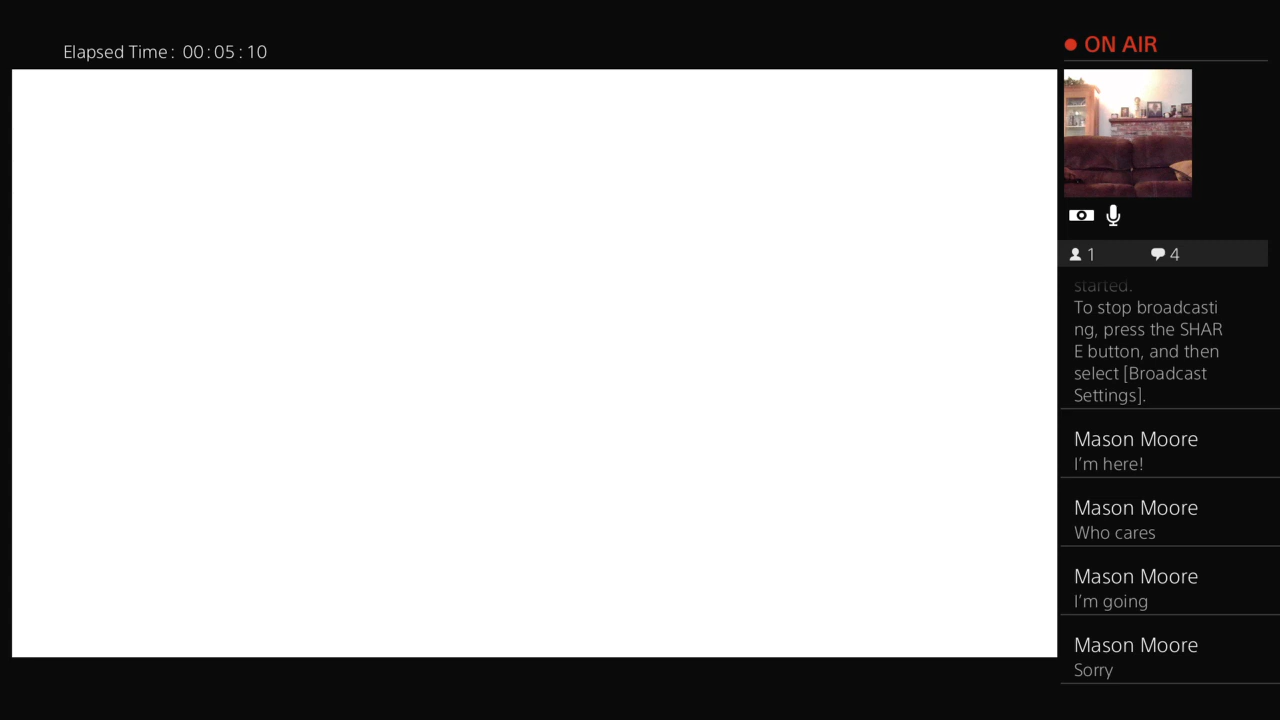 Elapsed Time: 00:05:10
ON AIR
1
4
started.
To stop broadcasti
ng, press the SHAR
E button, and then
select [Broadcast
Settings].
Mason Moore
I'm here!
Mason Moore
Who cares
Mason Moore
I'm going
Mason Moore
Sorry